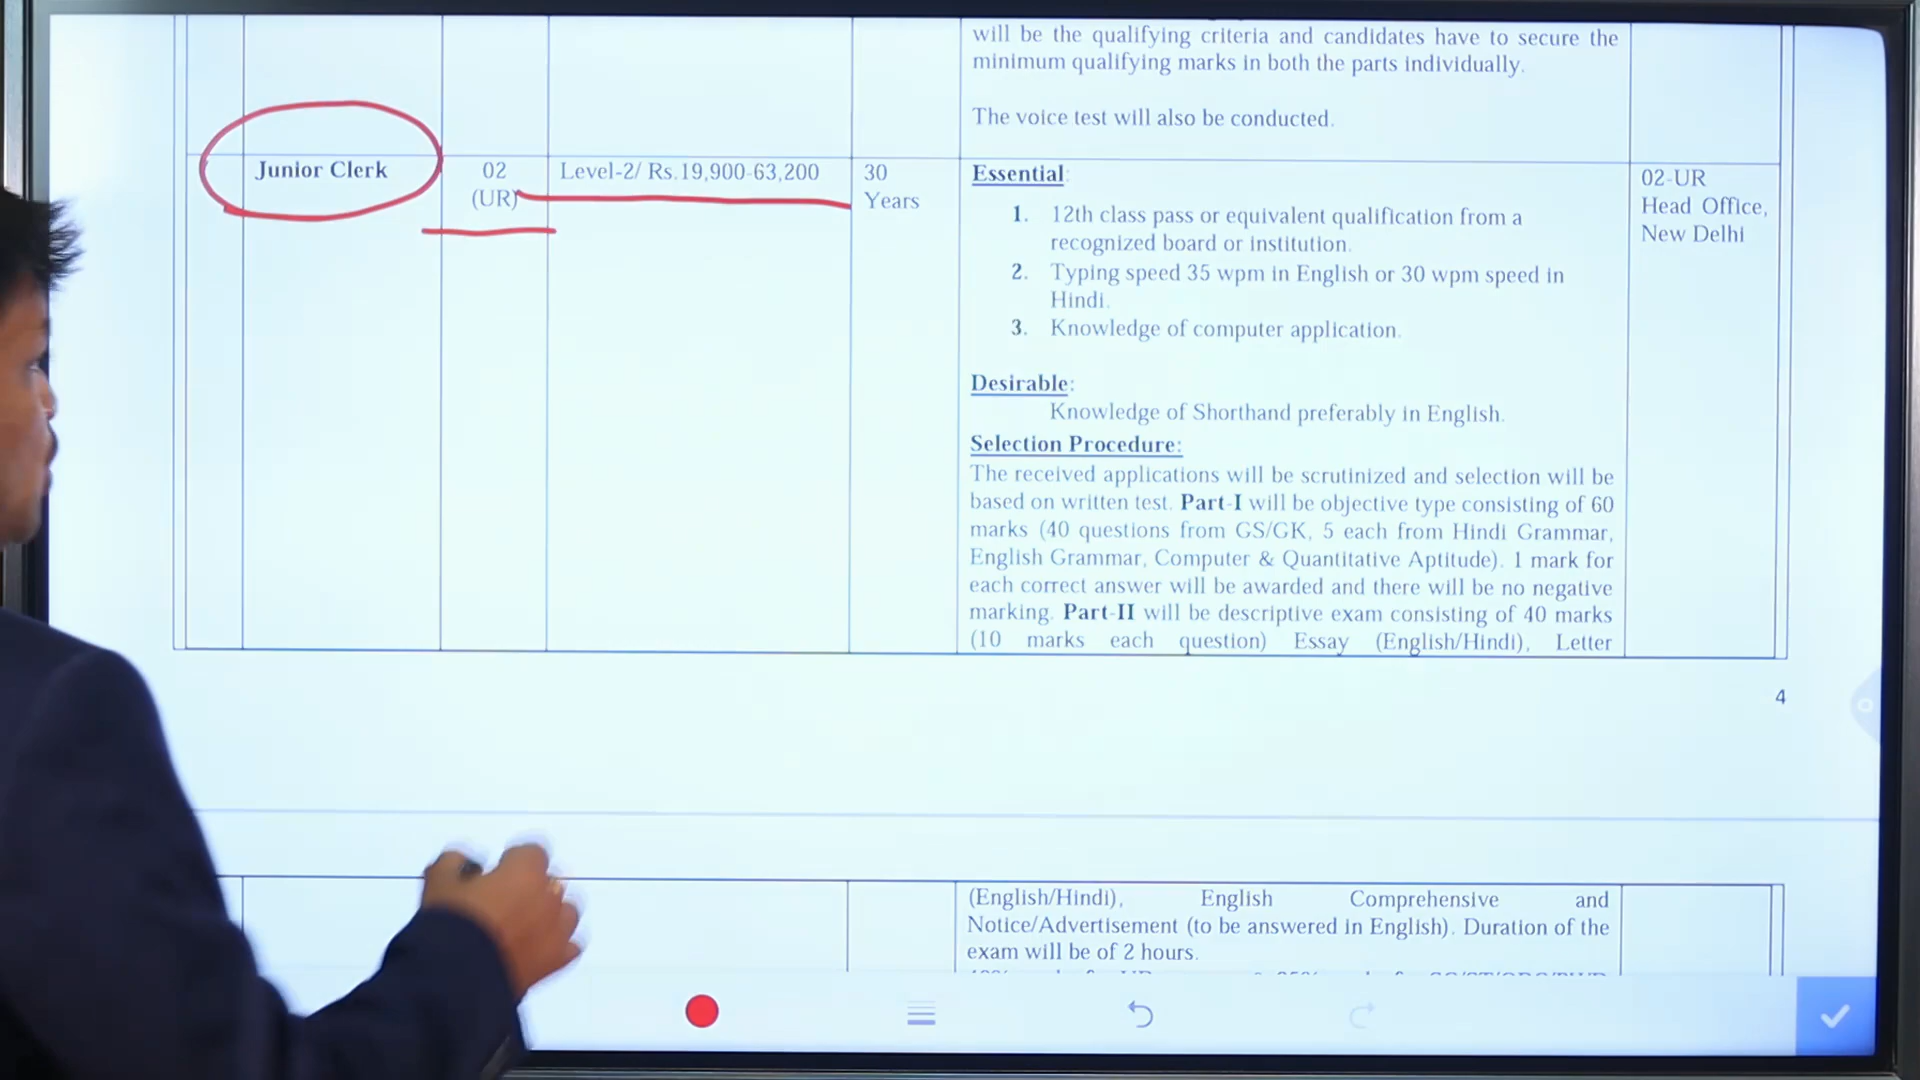 will be the qualifying criteria and candidates have to secure the
minimum qualifying marks in both the parts individually.
The voice test will also be conducted.
Junior Clerk
02
(UR)
Level-2/ Rs.19,900-63,200
30
Years
Essential:
1. 12th class pass or equivalent qualification from a
recognized board or institution.
2. Typing speed 35 wpm in English or 30 wpm speed in
Hindi.
3. Knowledge of computer application.
Desirable:
Knowledge of Shorthand preferably in English.
Selection Procedure:
The received applications will be scrutinized and selection will be
based on written test. Part-I will be objective type consisting of 60
marks (40 questions from GS/GK, 5 each from Hindi Grammar,
English Grammar, Computer & Quantitative Aptitude). 1 mark for
each correct answer will be awarded and there will be no negative
marking. Part-II will be descriptive exam consisting of 40 marks
(10 marks each question) Essay (English/Hindi), Letter
02-UR
Head Office,
New Delhi
4
(English/Hindi), English Comprehensive and
Notice/Advertisement (to be answered in English). Duration of the
exam will be of 2 hours.